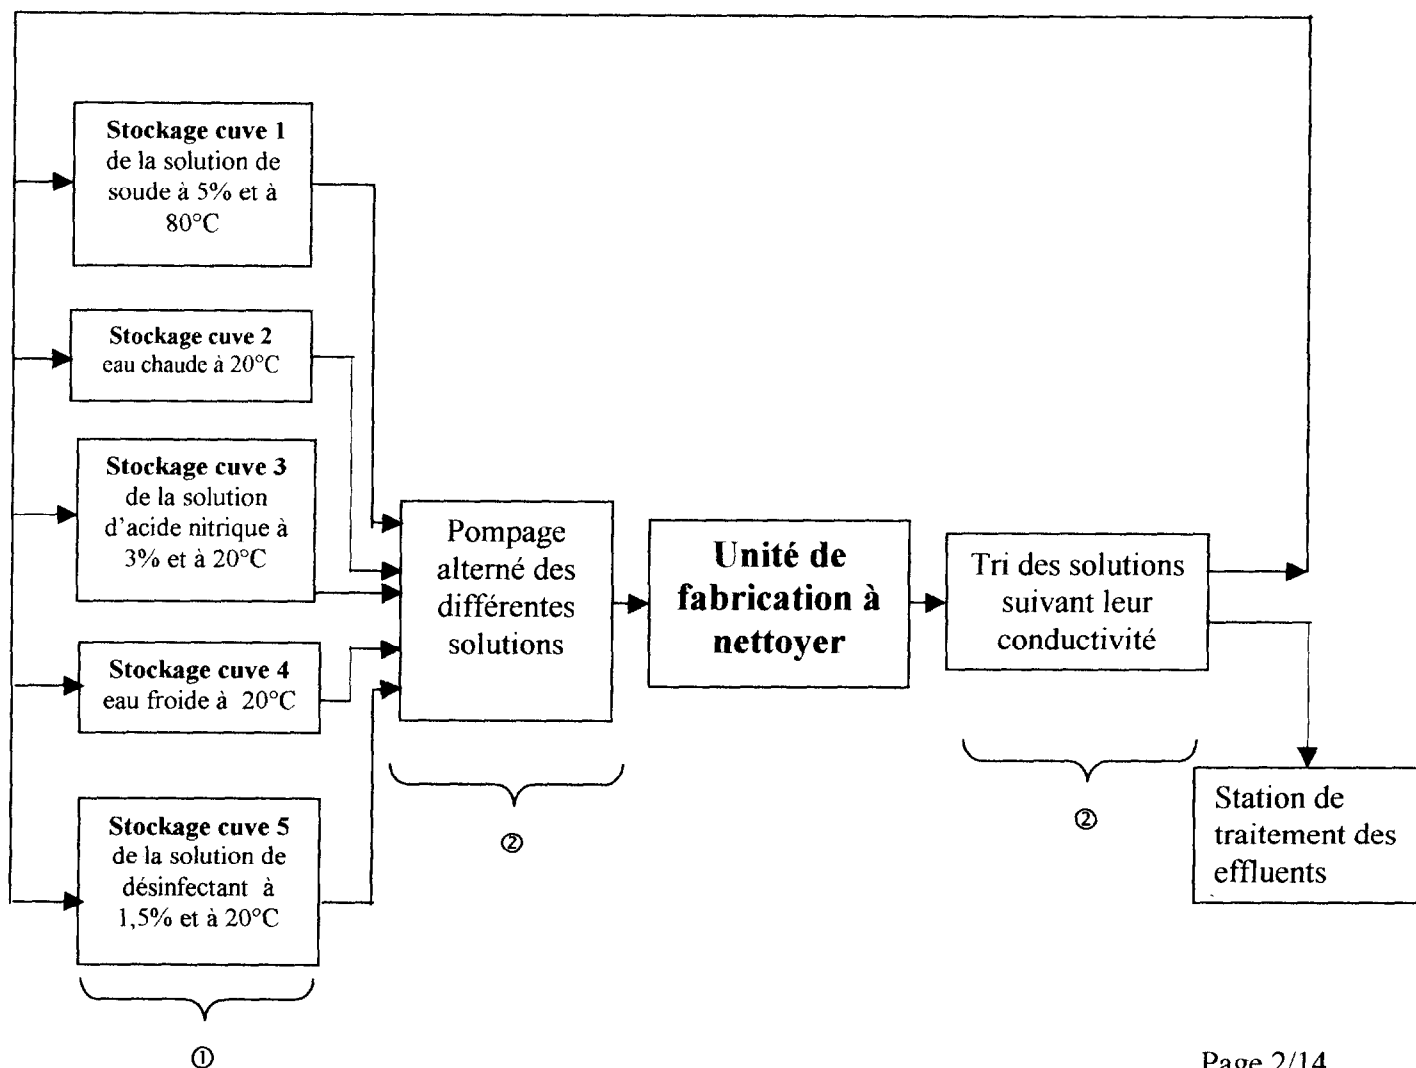 Stockage cuve 1
de la solution de
soude à 5% et à
80°C
Stockage cuve 2
eau chaude à 20°C
Stockage cuve 3
de la solution
d'acide nitrique à
3% et à 20°C
Stockage cuve 4
eau froide à 20°C
Stockage cuve 5
de la solution de
désinfectant à
1,5% et à 20°C
①
Pompage
alterné des
différentes
solutions
②
Unité de
fabrication à
nettoyer
Tri des solutions
suivant leur
conductivité
②
Station de
traitement des
effluents
Page 2/14